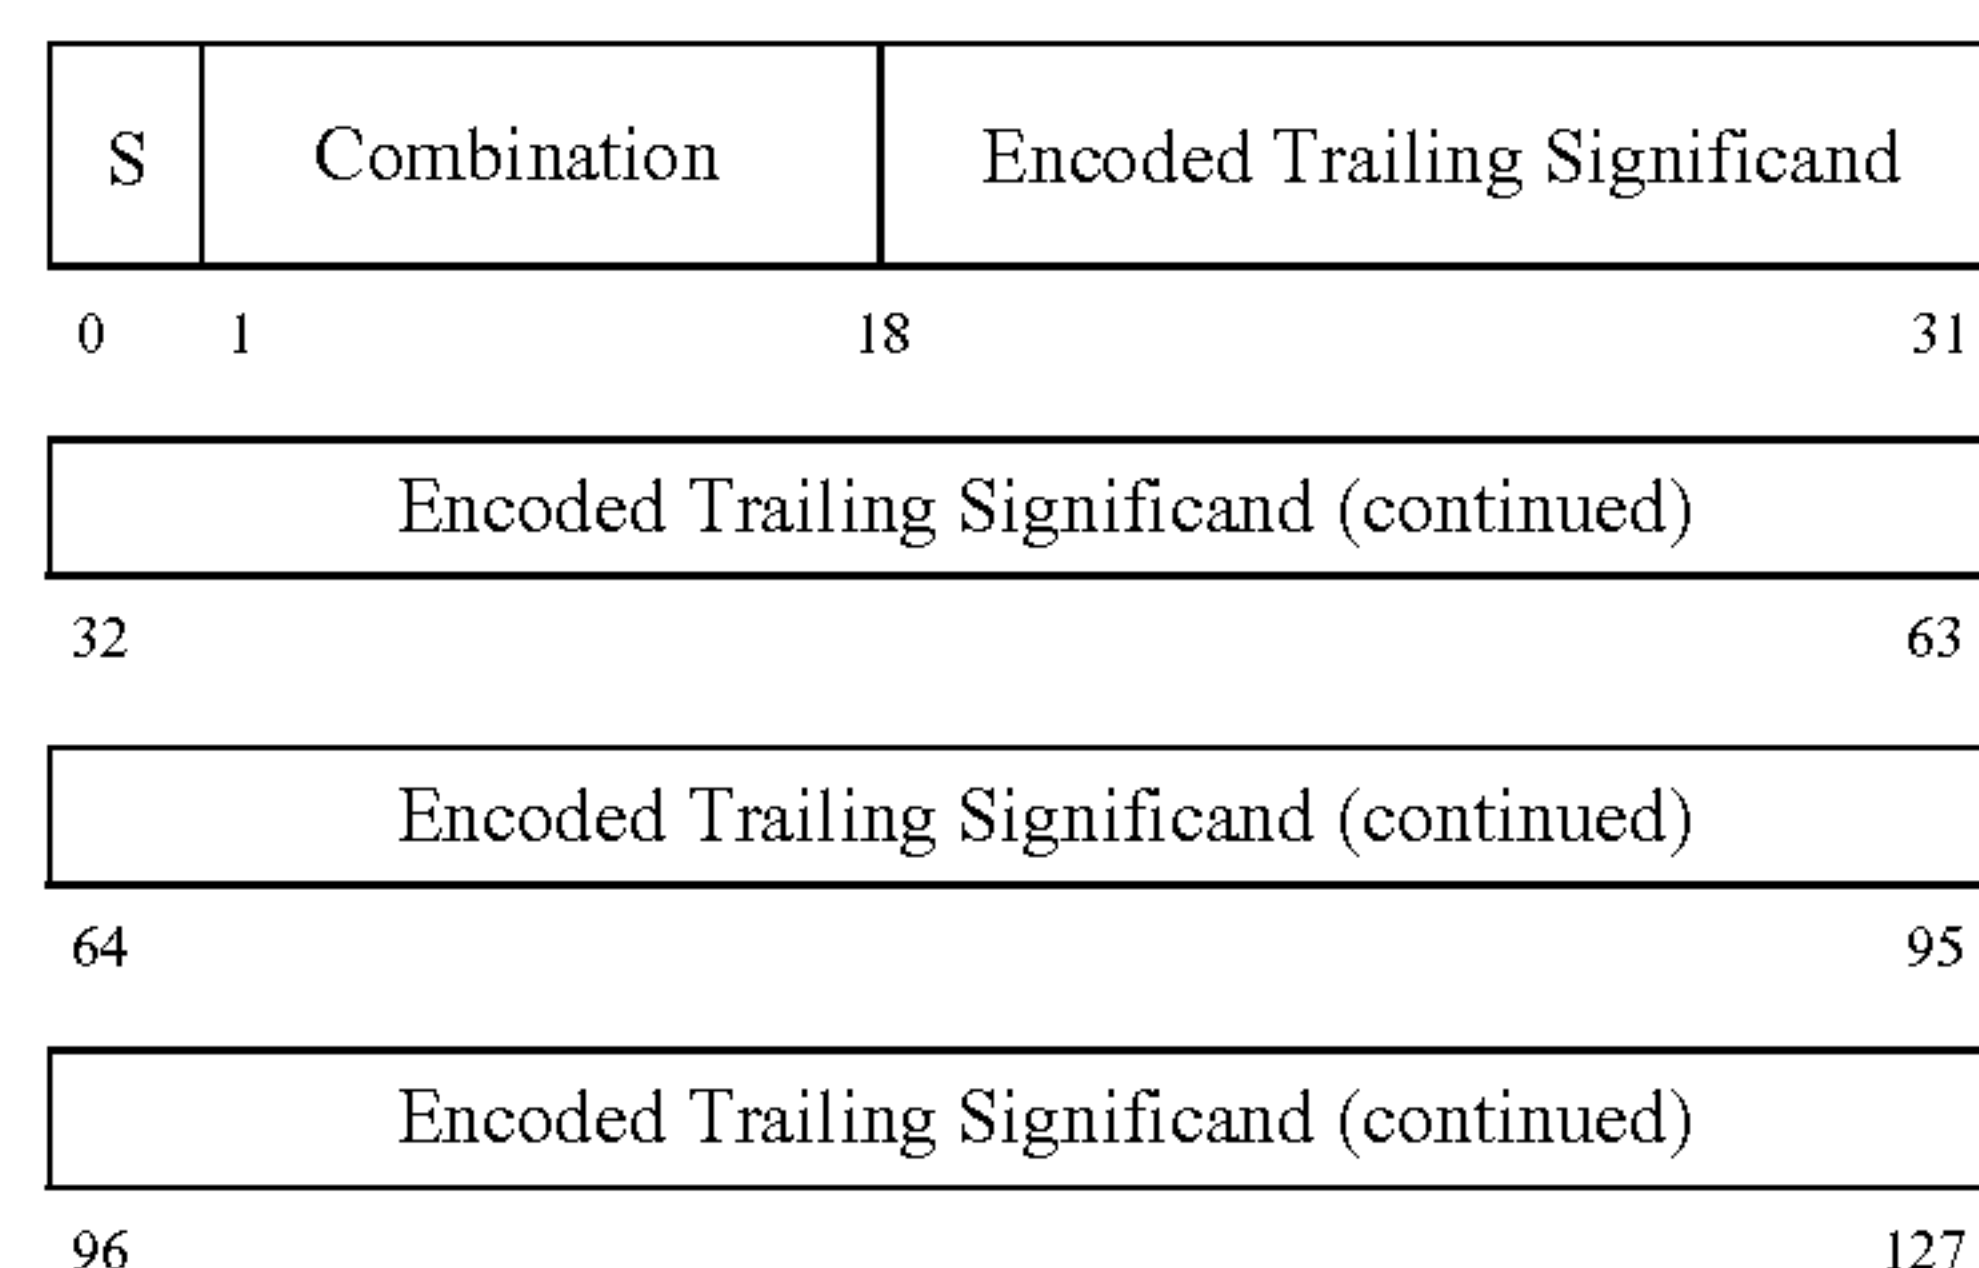 S Combination Encoded Trailing Significand
0 1 18 31
Encoded Trailing Significand (continued)
32 63
Encoded Trailing Significand (continued)
64 95
Encoded Trailing Significand (continued)
96 127